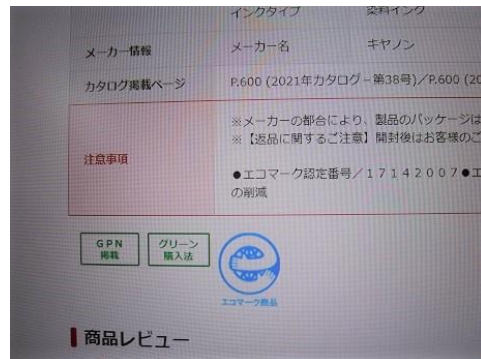 インクタイプ 染料インク
メーカー情報 メーカー名 キヤノン
カタログ掲載ページ P.600 (2021年カタログ－第38号)／P.600 (20
※メーカーの都合により、製品のパッケージは
※【返品に関するご注意】開封後はお客様のご
注意事項
●エコマーク認定番号／１７１４２００７●エ
の削減
GPN
掲載
グリーン
購入法
エコマーク商品
商品レビュー